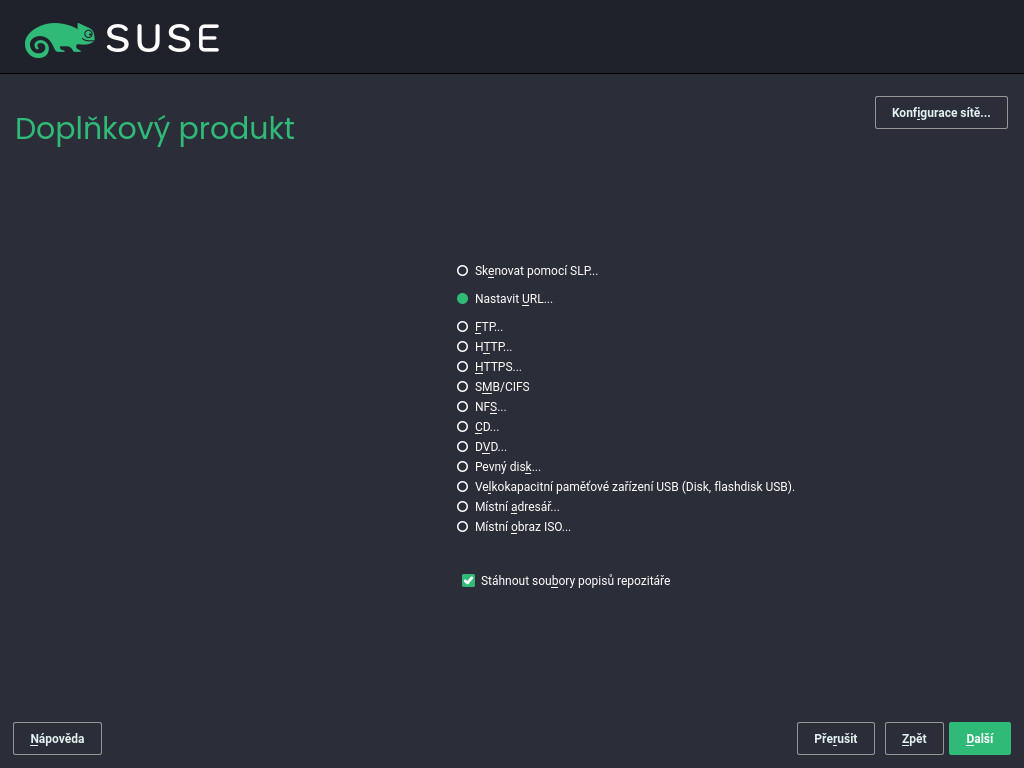 SUSE
Doplňkový produkt
Konfigurace sítě...
Skenovat pomocí SLP...
Nastavit URL...
FTP...
HTTP...
HTTPS...
SMB/CIFS
NFS...
CD...
DVD...
Pevný disk...
Velkokapacitní paměťové zařízení USB (Disk, flashdisk USB).
Místní adresář...
Místní obraz ISO...
Stáhnout soubory popisů repozitáře
Nápověda
Přerušit
Zpět
Další